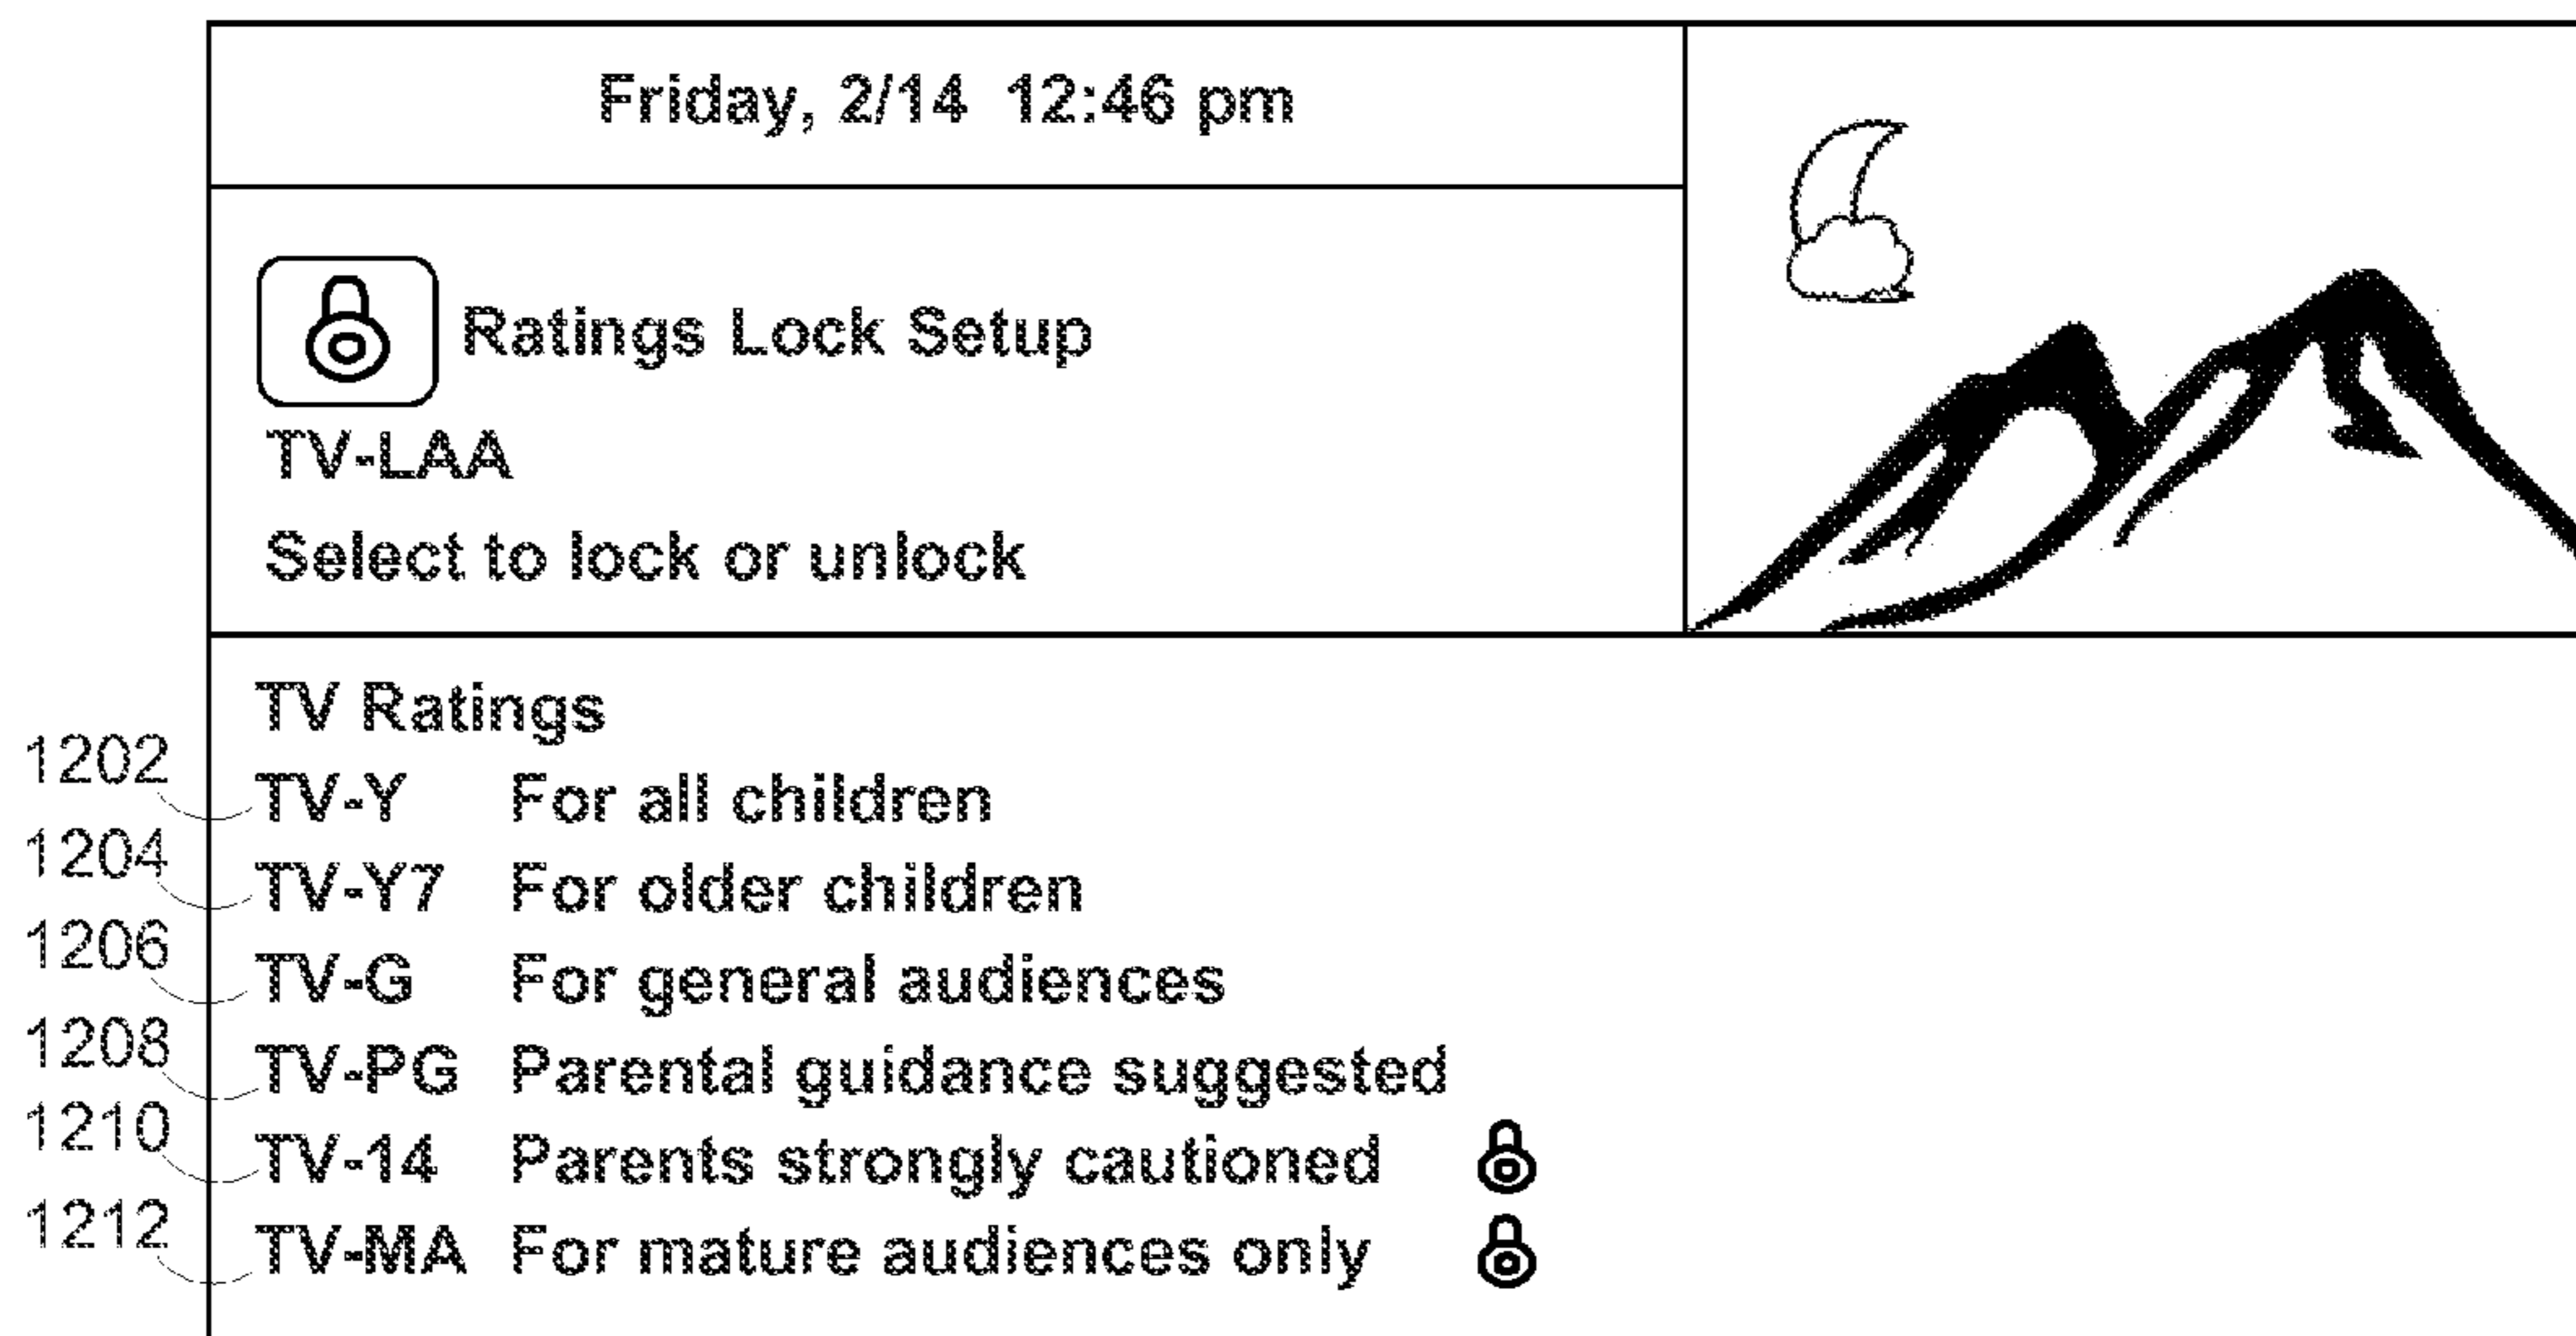 Friday, 2/14 12:46 pm
Ratings Lock Setup
TV-LAA
Select to lock or unlock
TV Ratings
1202 TV-Y For all children
1204 TV-Y7 For older children
1206 TV-G For general audiences
1208 TV-PG Parental guidance suggested
1210 TV-14 Parents strongly cautioned
1212 TV-MA For mature audiences only